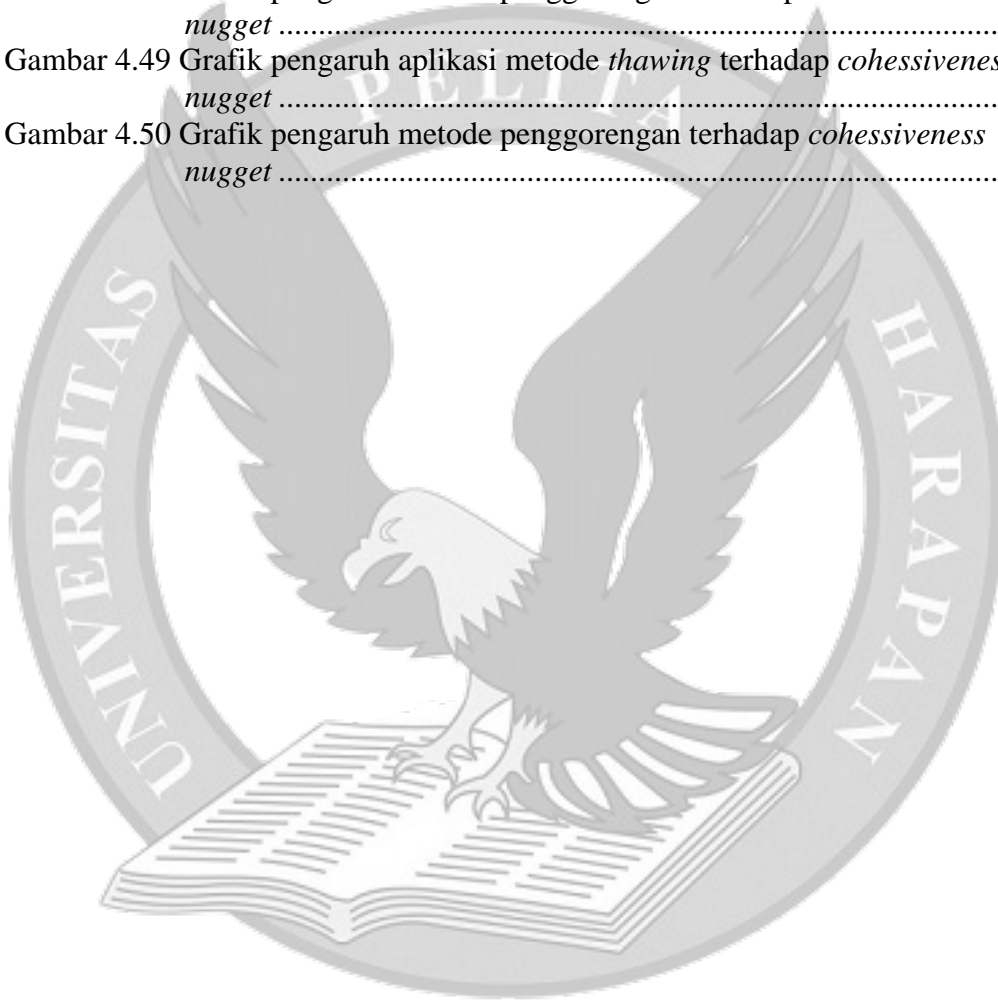 nugget ..........................................................................................
Gambar 4.49 Grafik pengaruh aplikasi metode thawing terhadap
nugget ..........................................................................................
Gambar 4.50 Grafik pengaruh metode penggorengan terhadap cohessiveness
nugget ..........................................................................................
UNIVERSITAS PELITA HARAPAN